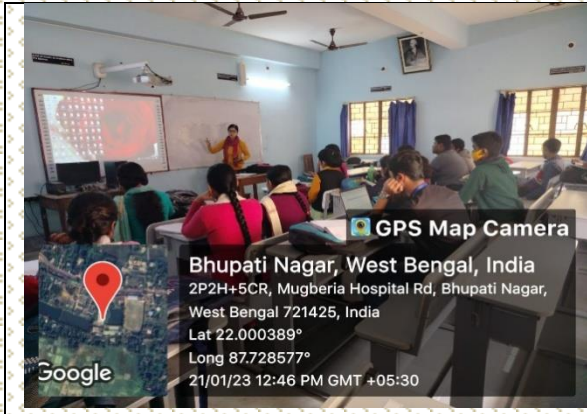 GPS Map Camera
Bhupati Nagar, West Bengal, India
2P2H+5CR, Mugberia Hospital Rd, Bhupati Nagar,
West Bengal 721425, India
Lat 22.000389°
Long 87.728577°
21/01/23 12:46 PM GMT +05:30
Google